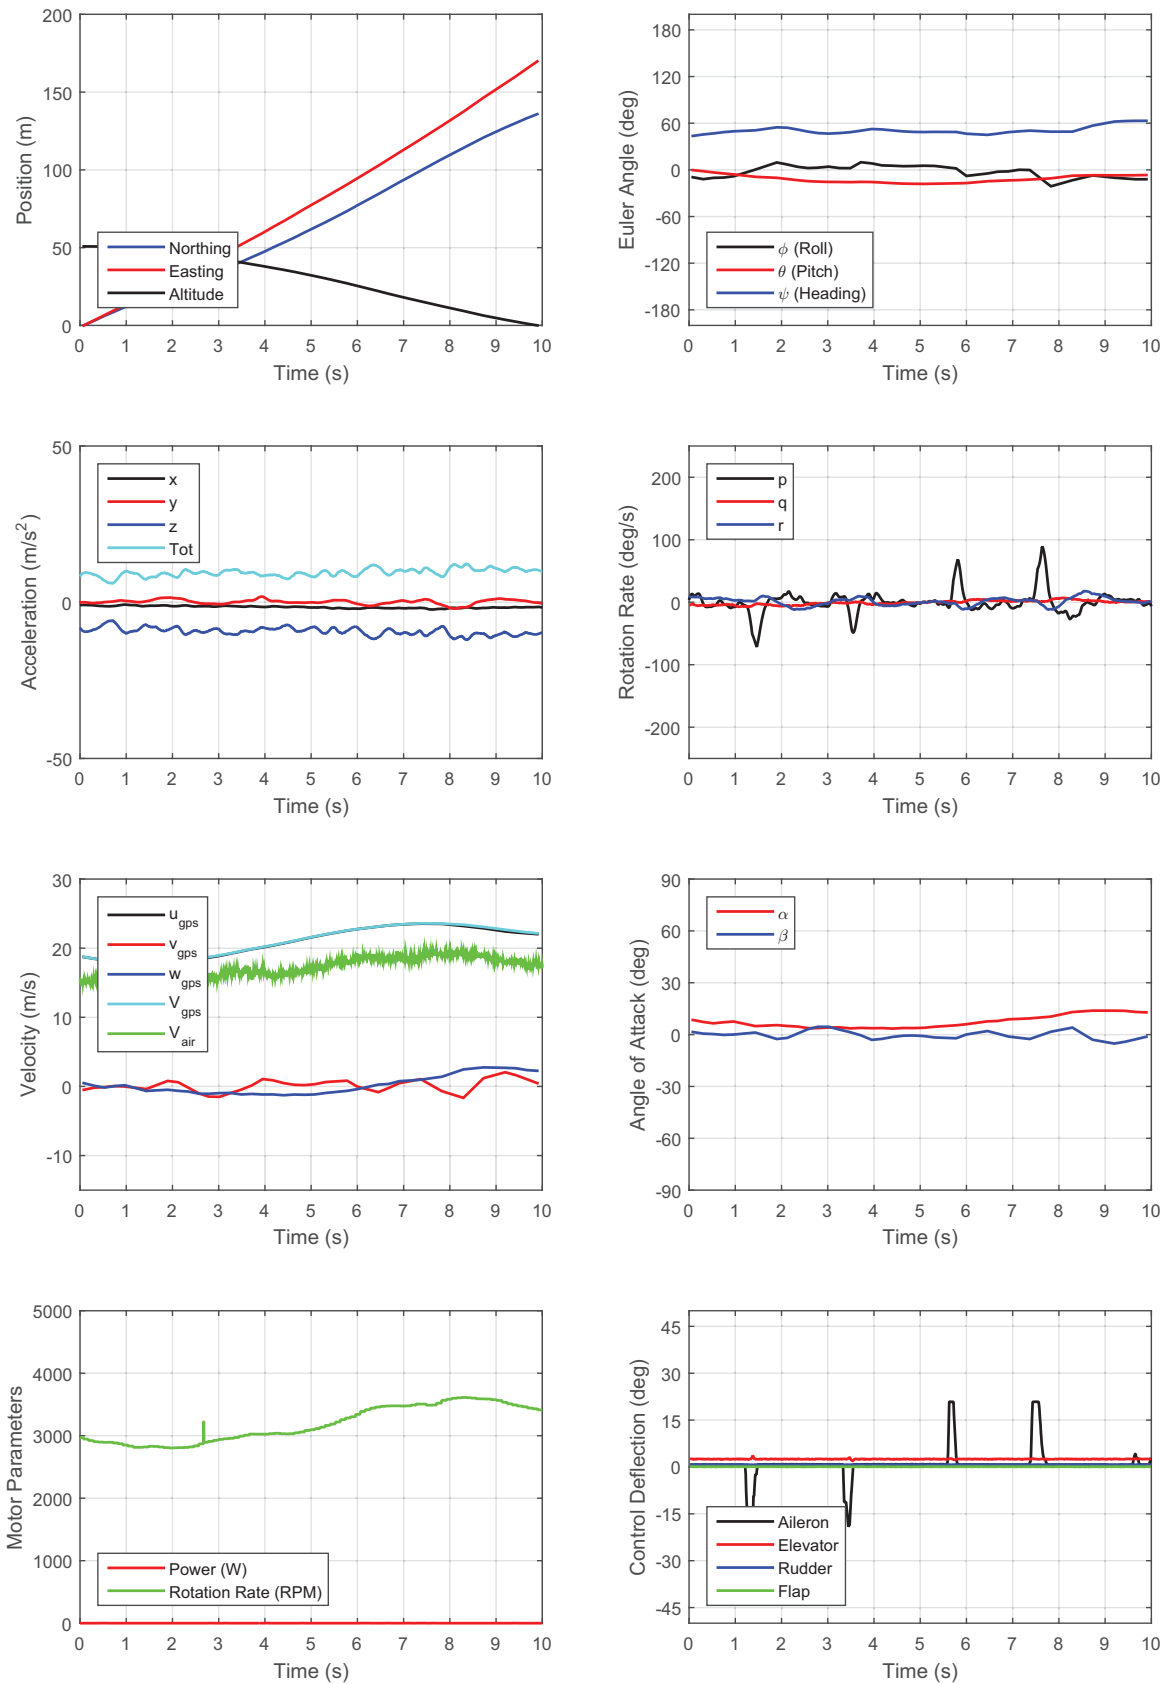 200
150
100
50
0
Position (m)
Northing
Easting
Altitude
0 1 2 3 4 5 6 7 8 9 10
Time (s)
180
120
60
0
-60
-120
-180
Euler Angle (deg)
ϕ (Roll)
θ (Pitch)
ψ (Heading)
0 1 2 3 4 5 6 7 8 9 10
Time (s)
50
0
-50
Acceleration (m/s²)
x
y
z
Tot
0 1 2 3 4 5 6 7 8 9 10
Time (s)
200
100
0
-100
-200
Rotation Rate (deg/s)
p
q
r
0 1 2 3 4 5 6 7 8 9 10
Time (s)
30
20
10
0
-10
Velocity (m/s)
u_gps
v_gps
w_gps
V_gps
V_air
0 1 2 3 4 5 6 7 8 9 10
Time (s)
90
60
30
0
-30
-60
-90
Angle of Attack (deg)
α
β
0 1 2 3 4 5 6 7 8 9 10
Time (s)
5000
4000
3000
2000
1000
0
Motor Parameters
Power (W)
Rotation Rate (RPM)
0 1 2 3 4 5 6 7 8 9 10
Time (s)
45
30
15
0
-15
-30
-45
Control Deflection (deg)
Aileron
Elevator
Rudder
Flap
0 1 2 3 4 5 6 7 8 9 10
Time (s)